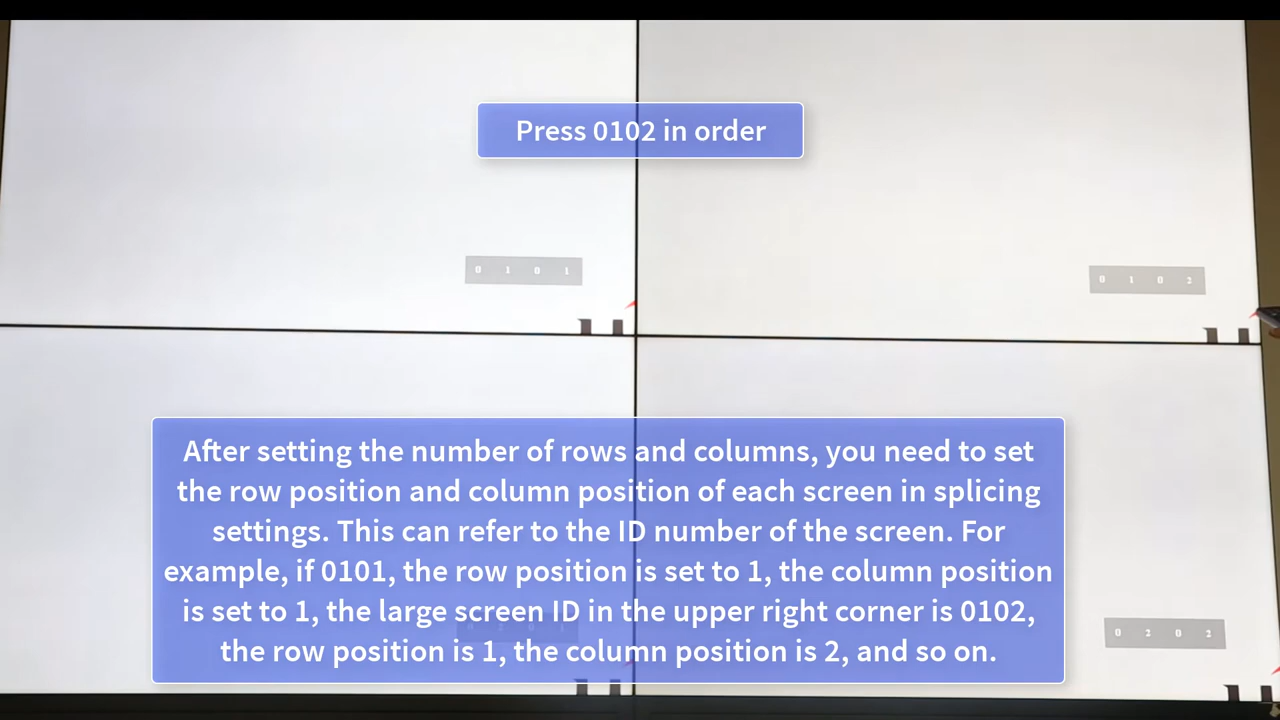 Press 0102 in order
0 1 0 1
0 1 0 2
After setting the number of rows and columns, you need to set
the row position and column position of each screen in splicing
settings. This can refer to the ID number of the screen. For
example, if 0101, the row position is set to 1, the column position
is set to 1, the large screen ID in the upper right corner is 0102,
the row position is 1, the column position is 2, and so on.
0 2 0 2